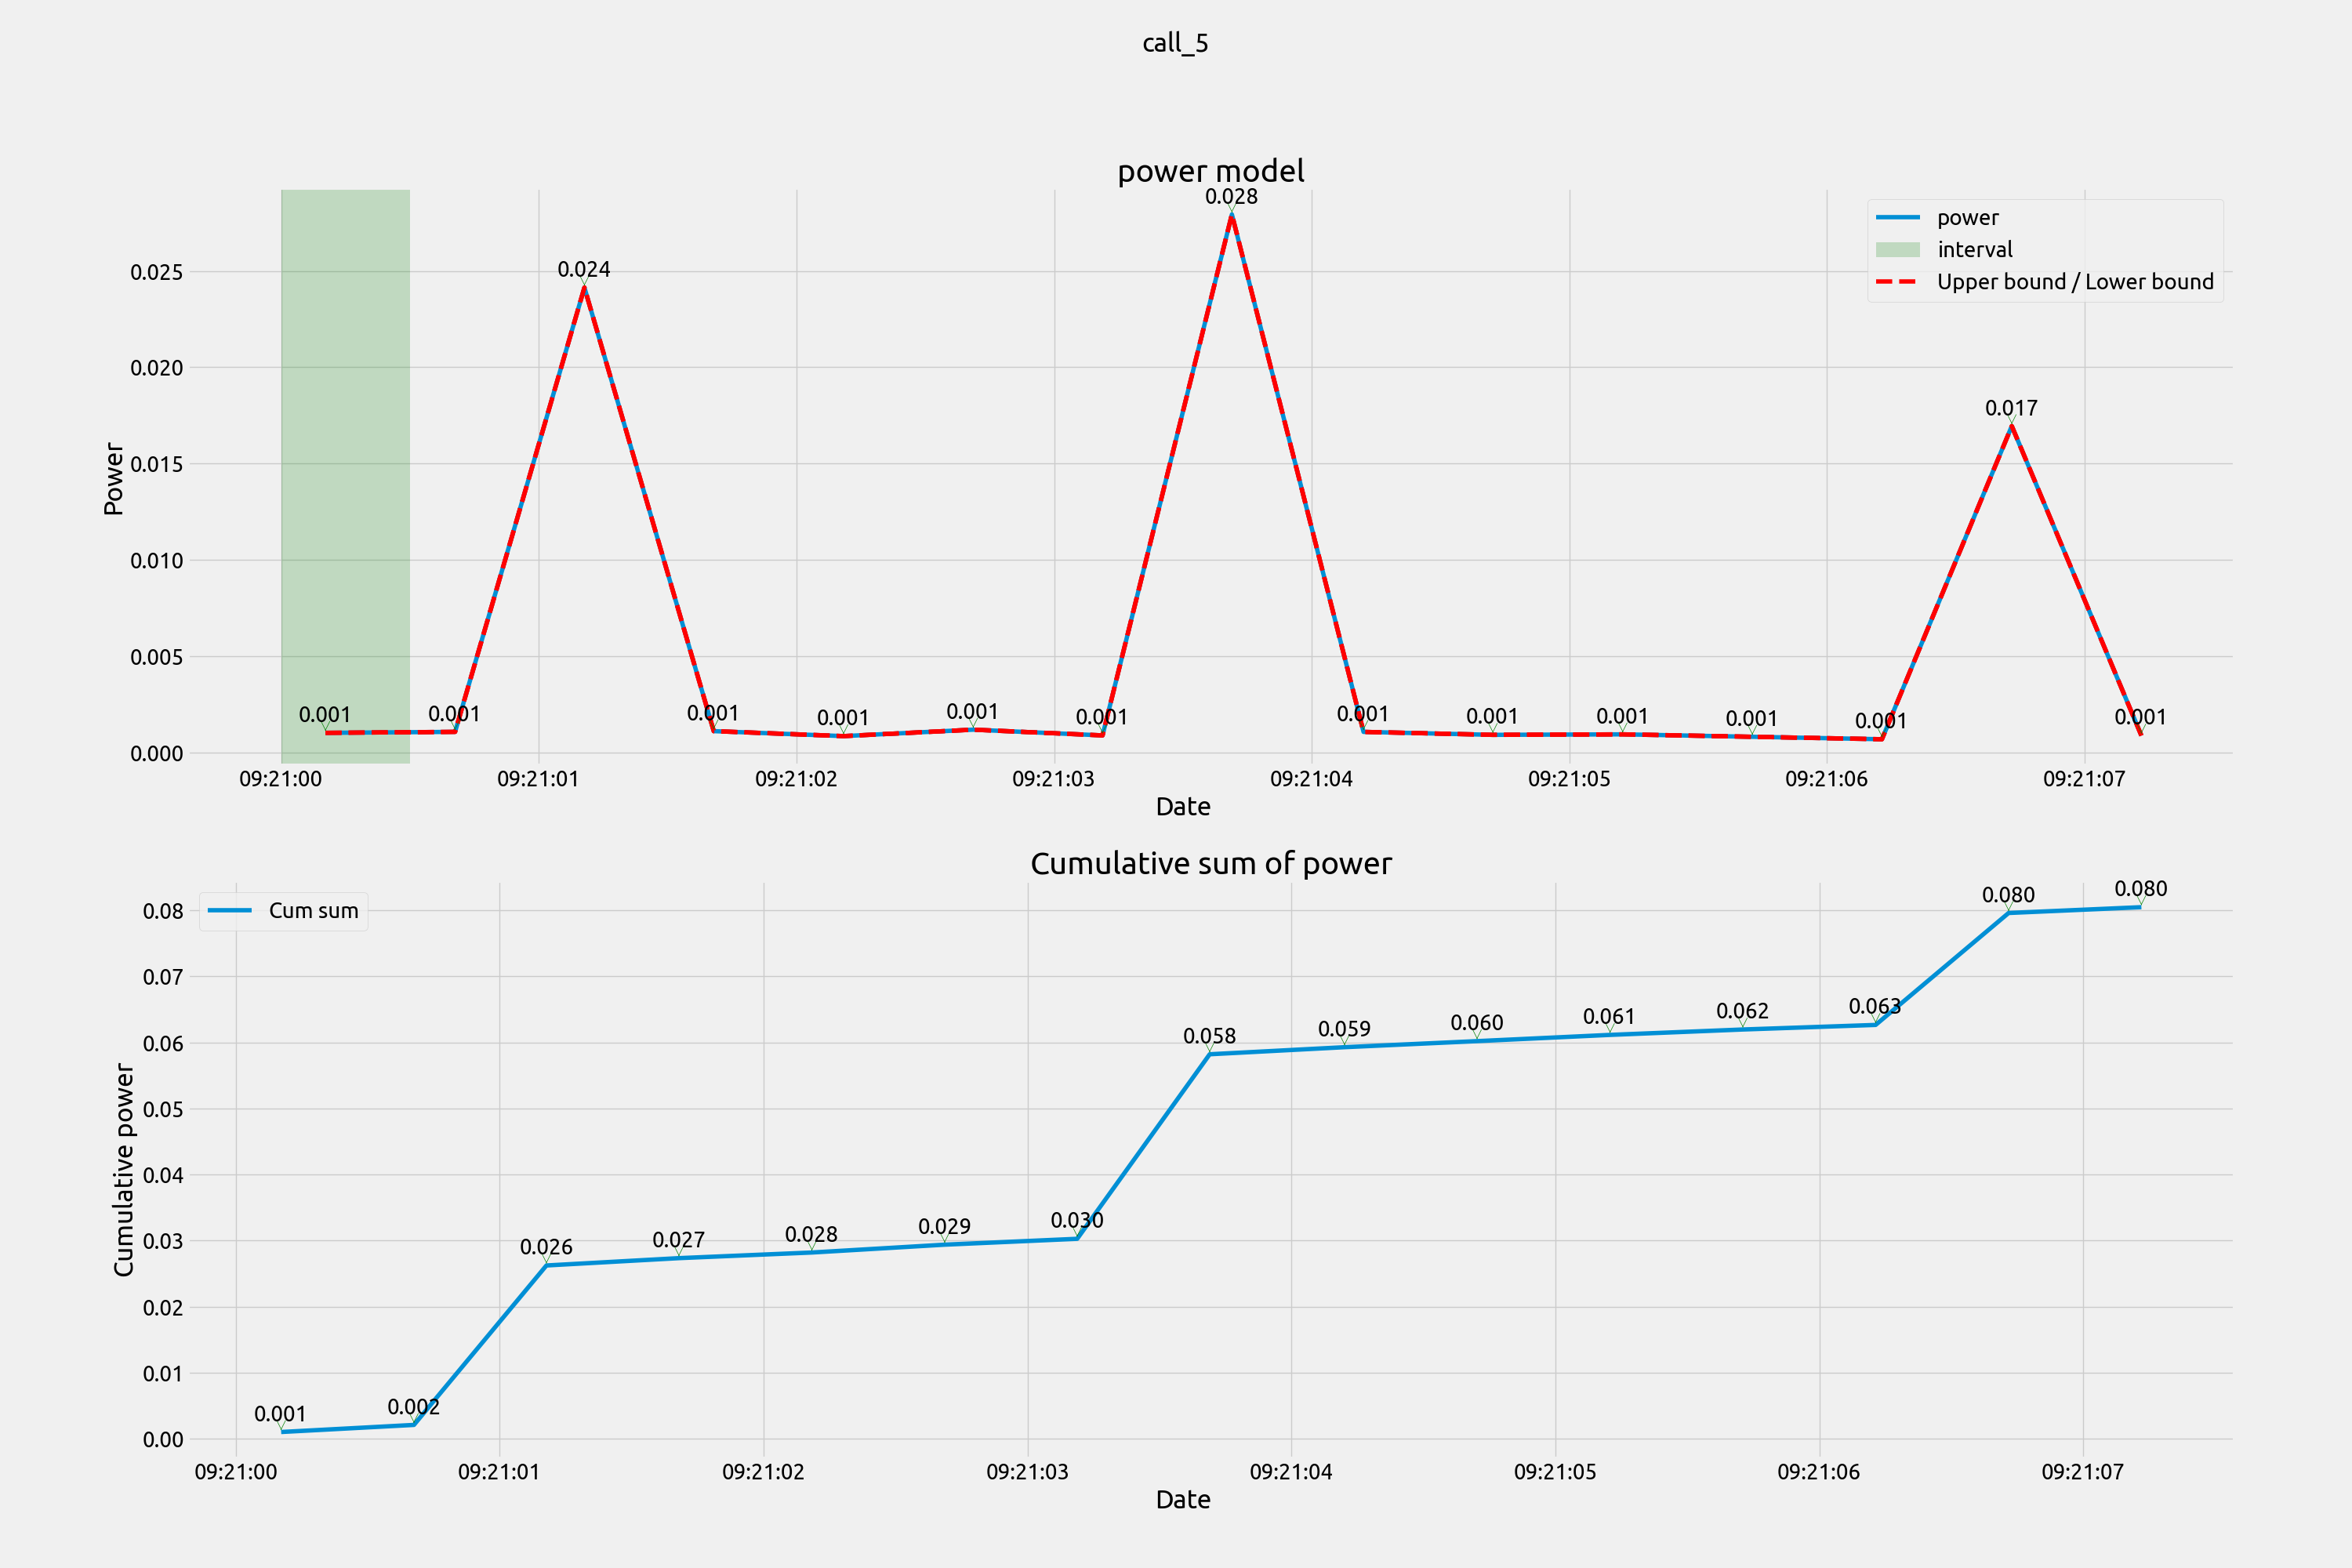 call_5
power model
0.028
power
interval
Upper bound / Lower bound
0.024
0.017
0.001 0.001 0.001 0.001 0.001 0.001 0.001 0.001 0.001 0.001 0.001 0.001
0.025
0.020
0.015
0.010
0.005
0.000
Power
09:21:00 09:21:01 09:21:02 09:21:03 09:21:04 09:21:05 09:21:06 09:21:07
Date
Cumulative sum of power
Cum sum
0.001 0.002 0.026 0.027 0.028 0.029 0.030 0.058 0.059 0.060 0.061 0.062 0.063 0.080 0.080
0.08
0.07
0.06
0.05
0.04
0.03
0.02
0.01
0.00
Cumulative power
09:21:00 09:21:01 09:21:02 09:21:03 09:21:04 09:21:05 09:21:06 09:21:07
Date